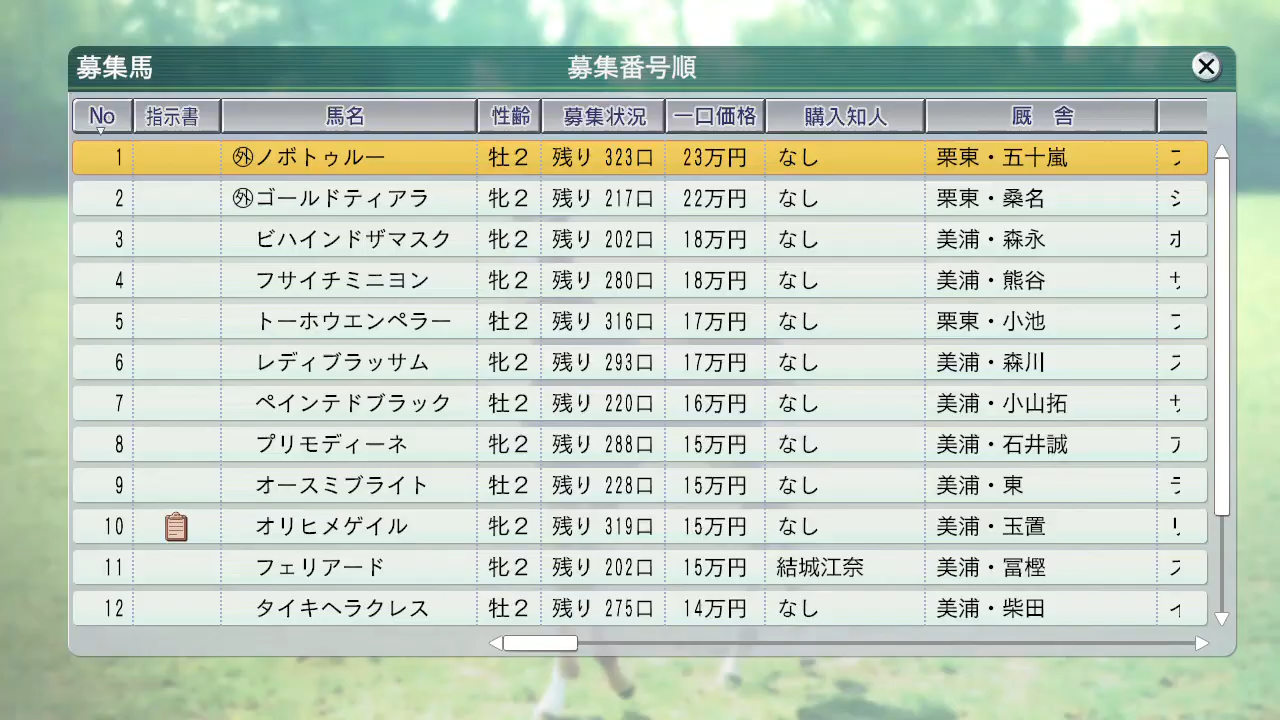 募集馬 募集番号順
No 指示書 馬名 性齢 募集状況 一口価格 購入知人 厩 舎
1 ㊕ノボトゥルー 牡2 残り 323口 23万円 なし 栗東・五十嵐
2 外ゴールドティアラ 牝2 残り 217口 22万円 なし 栗東・桑名
3 ビハインドザマスク 牝2 残り 202口 18万円 なし 美浦・森永
4 フサイチミニヨン 牝2 残り 280口 18万円 なし 美浦・熊谷
5 トーホウエンペラー 牡2 残り 316口 17万円 なし 栗東・小池
6 レディブラッサム 牝2 残り 293口 17万円 なし 美浦・森川
7 ペインテドブラック 牡2 残り 220口 16万円 なし 美浦・小山拓
8 プリモディーネ 牝2 残り 288口 15万円 なし 美浦・石井誠
9 オースミブライト 牡2 残り 228口 15万円 なし 美浦・東
10 オリヒメゲイル 牝2 残り 319口 15万円 なし 美浦・玉置
11 フェリアード 牝2 残り 202口 15万円 結城江奈 美浦・冨樫
12 タイキヘラクレス 牡2 残り 275口 14万円 なし 美浦・柴田